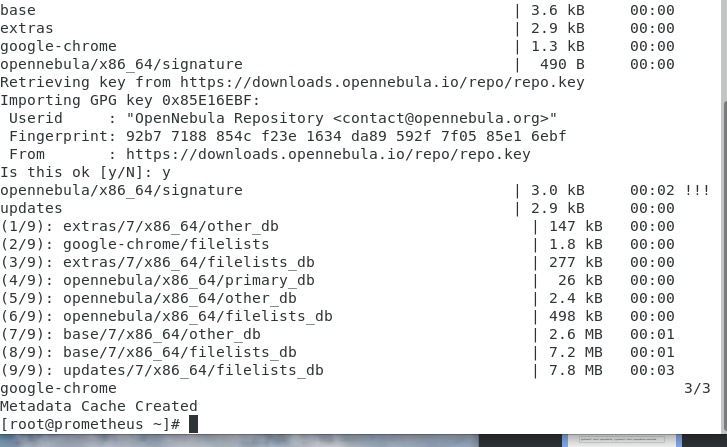 base | 3.6 kB 00:00
extras | 2.9 kB 00:00
google-chrome | 1.3 kB 00:00
opennebula/x86_64/signature | 490 B 00:00
Retrieving key from https://downloads.opennebula.io/repo/repo.key
Importing GPG key 0x85E16EBF:
Userid : "OpenNebula Repository <contact@opennebula.org>"
Fingerprint: 92b7 7188 854c f23e 1634 da89 592f 7f05 85e1 6ebf
From : https://downloads.opennebula.io/repo/repo.key
Is this ok [y/N]: y
opennebula/x86_64/signature | 3.0 kB 00:02 !!!
updates | 2.9 kB 00:00
(1/9): extras/7/x86_64/other_db | 147 kB 00:00
(2/9): google-chrome/filelists | 1.8 kB 00:00
(3/9): extras/7/x86_64/filelists_db | 277 kB 00:00
(4/9): opennebula/x86_64/primary_db | 26 kB 00:00
(5/9): opennebula/x86_64/other_db | 2.4 kB 00:00
(6/9): opennebula/x86_64/filelists_db | 498 kB 00:00
(7/9): base/7/x86_64/other_db | 2.6 MB 00:01
(8/9): base/7/x86_64/filelists_db | 7.2 MB 00:01
(9/9): updates/7/x86_64/filelists_db | 7.8 MB 00:03
google-chrome 3/3
Metadata Cache Created
[root@prometheus ~]#